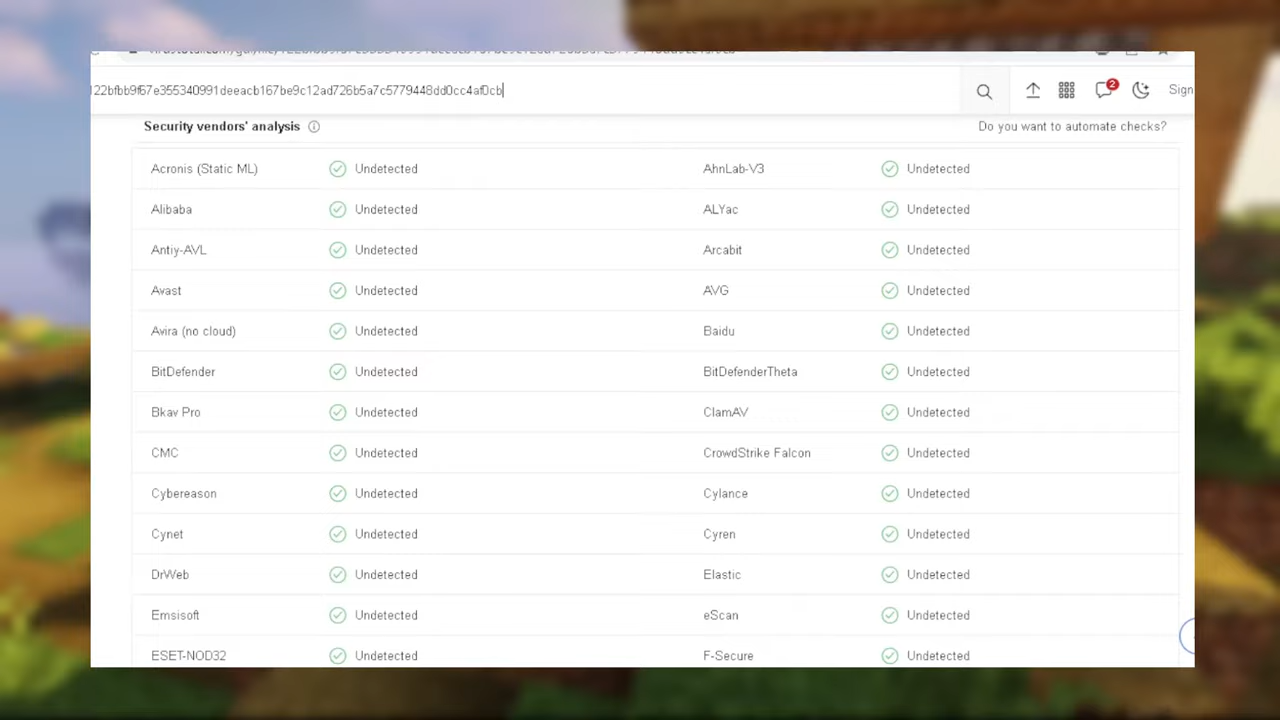 122bfbb9f67e355340991deeacb167be9c12ad726b5a7c5779448dd0cc4af0cb
2
Sign
Security vendors' analysis
Do you want to automate checks?
Acronis (Static ML) Undetected AhnLab-V3 Undetected
Alibaba Undetected ALYac Undetected
Antiy-AVL Undetected Arcabit Undetected
Avast Undetected AVG Undetected
Avira (no cloud) Undetected Baidu Undetected
BitDefender Undetected BitDefenderTheta Undetected
Bkav Pro Undetected ClamAV Undetected
CMC Undetected CrowdStrike Falcon Undetected
Cybereason Undetected Cylance Undetected
Cynet Undetected Cyren Undetected
DrWeb Undetected Elastic Undetected
Emsisoft Undetected eScan Undetected
ESET-NOD32 Undetected F-Secure Undetected